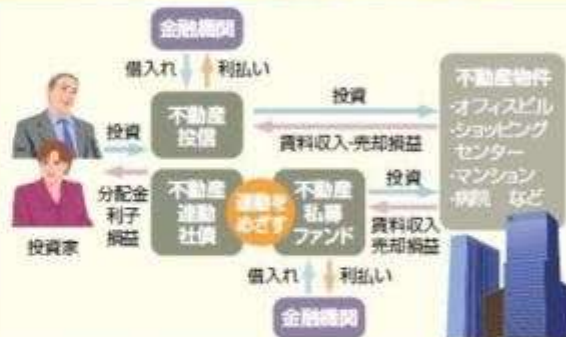 金融機関
借入れ
利払い
投資
不動産
投信
投資
賃料収入・売却損益
分配金
利子
損益
投資家
不動産
連動
社債
連動を
めざす
不動産
私募
ファンド
投資
賃料収入
売却損益
借入れ
利払い
金融機関
不動産物件
・オフィスビル
・ショッピング
センター
・マンション
・病院 など